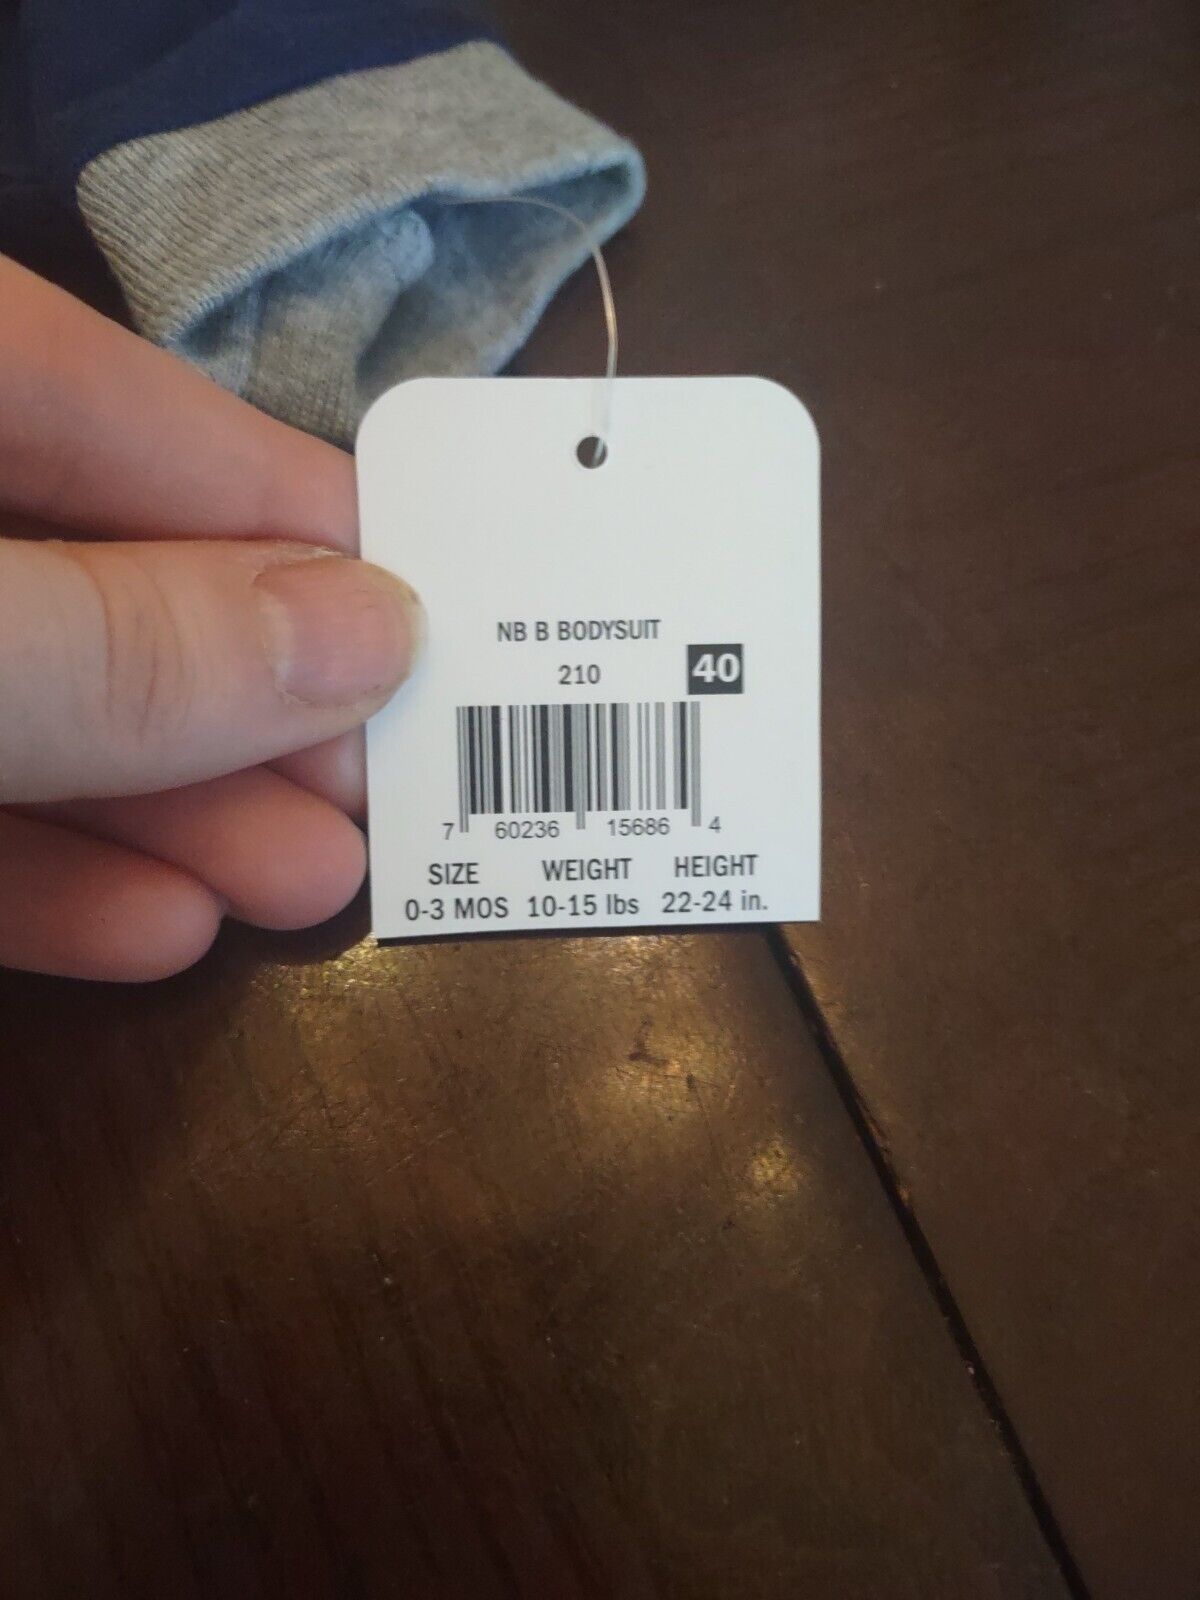 NB B BODYSUIT
210 40
7 60236 15686 4
SIZE WEIGHT HEIGHT
0-3 MOS 10-15 lbs 22-24 in.